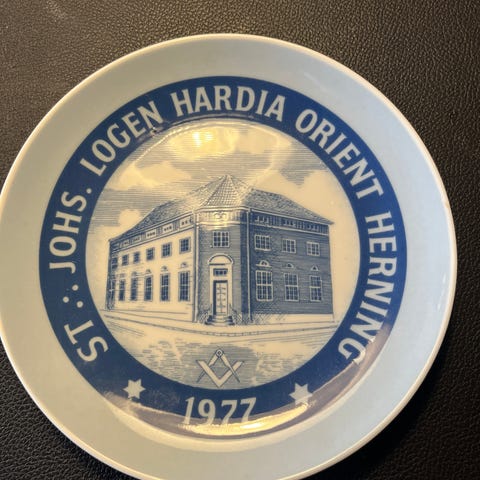 ST ∴ JOHS. LOGEN HARDIA ORIENT HERNING
1977